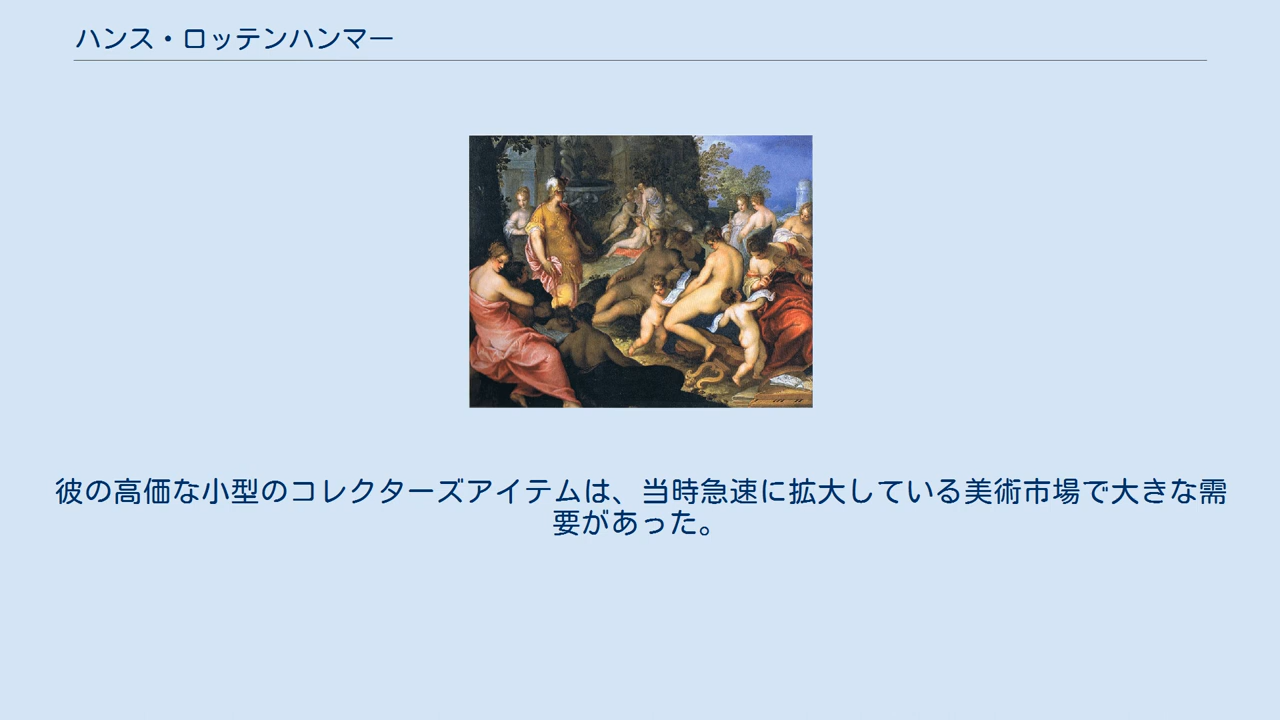 ハンス・ロッテンハンマー
彼の高価な小型のコレクターズアイテムは、当時急速に拡大している美術市場で大きな需
要があった。